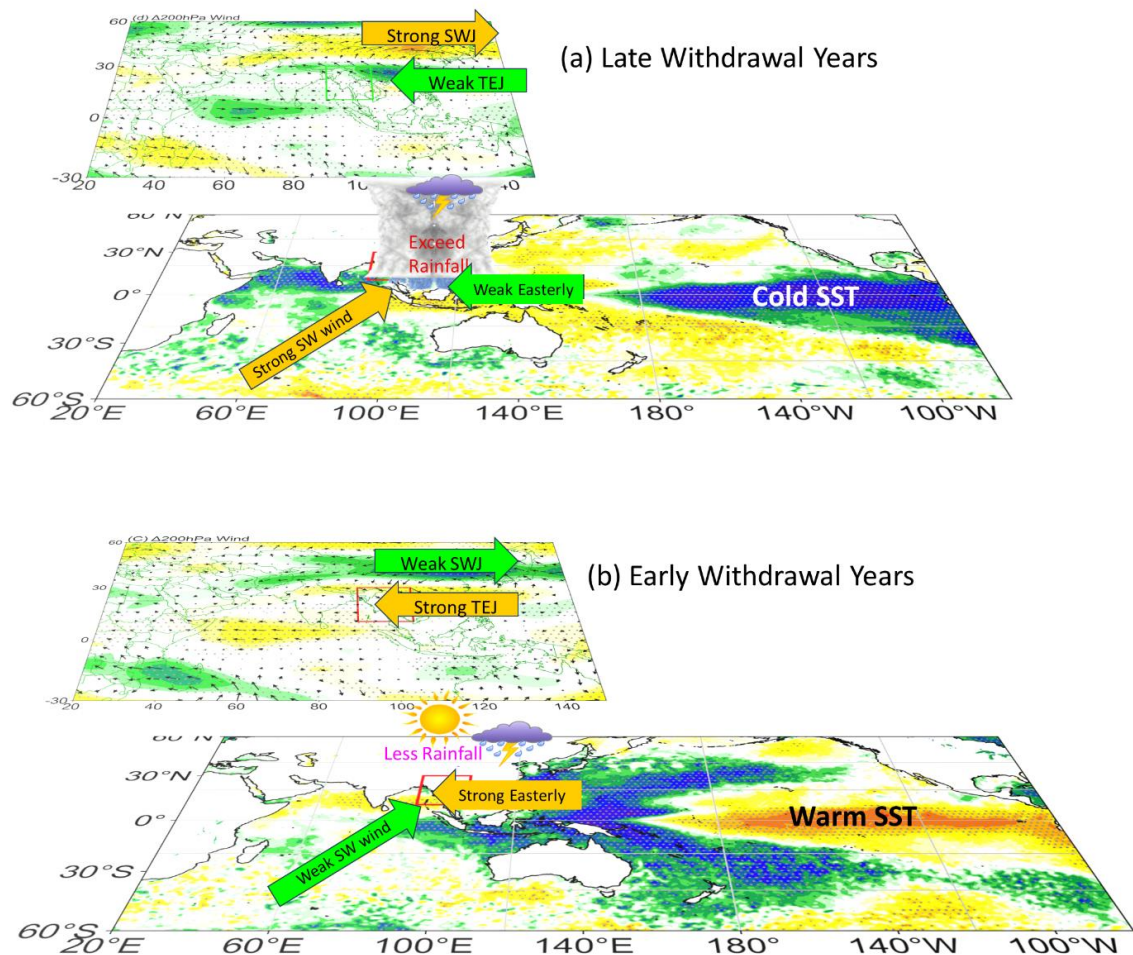 (d) Δ200hPa Wind
60
Strong SWJ
(a) Late Withdrawal Years
30
Weak TEJ
0
-30
20 40 60 80 40
60°N
Exceed
Rainfall
30°N
Weak Easterly
Cold SST
0°
Strong SW wind
30°S
60°S
20°E 60°E 100°E 140°E 180° 140°W 100°W
(C) Δ200hPa Wind
60
Weak SWJ
(b) Early Withdrawal Years
30
Strong TEJ
0
-30
20 40 60 80 100 120 140
60°N
Less Rainfall
30°N
Strong Easterly
Warm SST
0°
Weak SW wind
30°S
60°S
20°E 60°E 100°E 140°E 180° 140°W 100°W